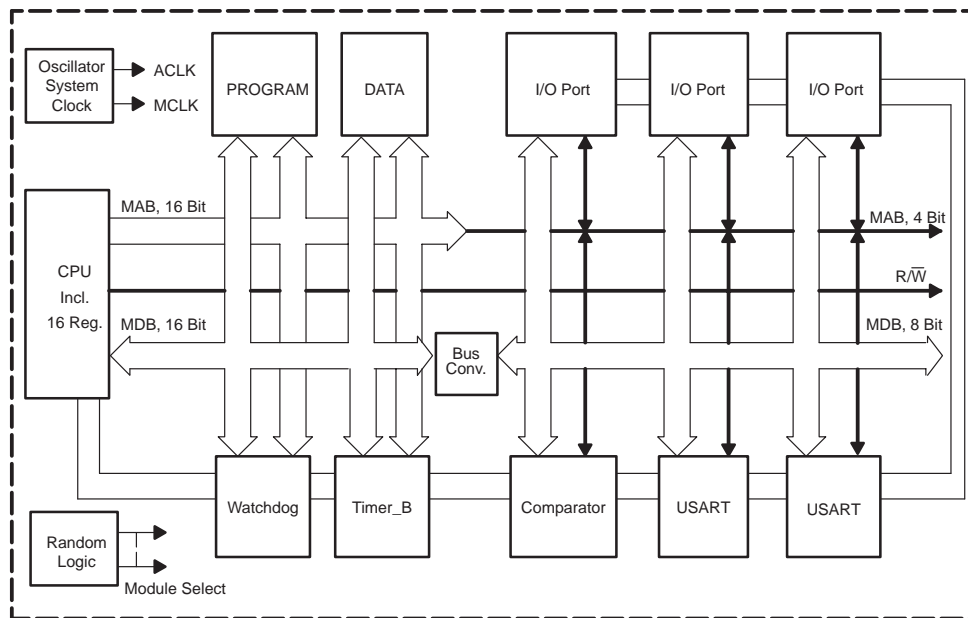 Oscillator
System
Clock
ACLK
MCLK
PROGRAM
DATA
I/O Port
I/O Port
I/O Port
MAB, 16 Bit
MAB, 4 Bit
CPU
Incl.
16 Reg.
R/W̅
MDB, 16 Bit
Bus
Conv.
MDB, 8 Bit
Watchdog
Timer_B
Comparator
USART
USART
Random
Logic
Module Select